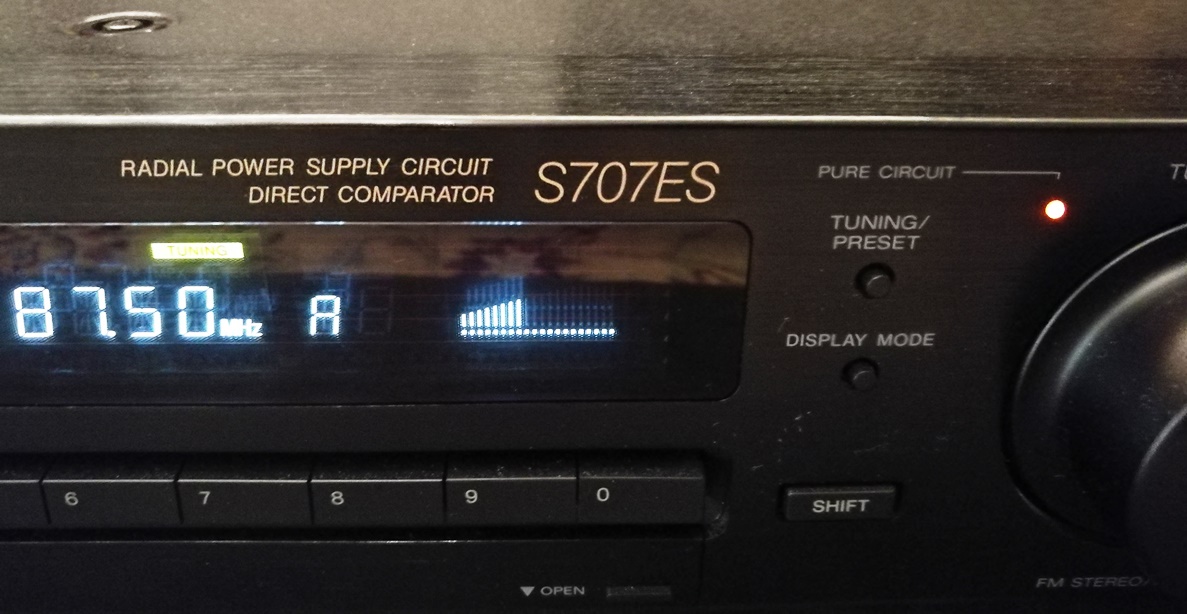 RADIAL POWER SUPPLY CIRCUIT
DIRECT COMPARATOR
S707ES
PURE CIRCUIT
TUNING/
PRESET
TUNING
87.50 MHz A
DISPLAY MODE
6 7 8 9 0
SHIFT
▼ OPEN
FM STEREO/